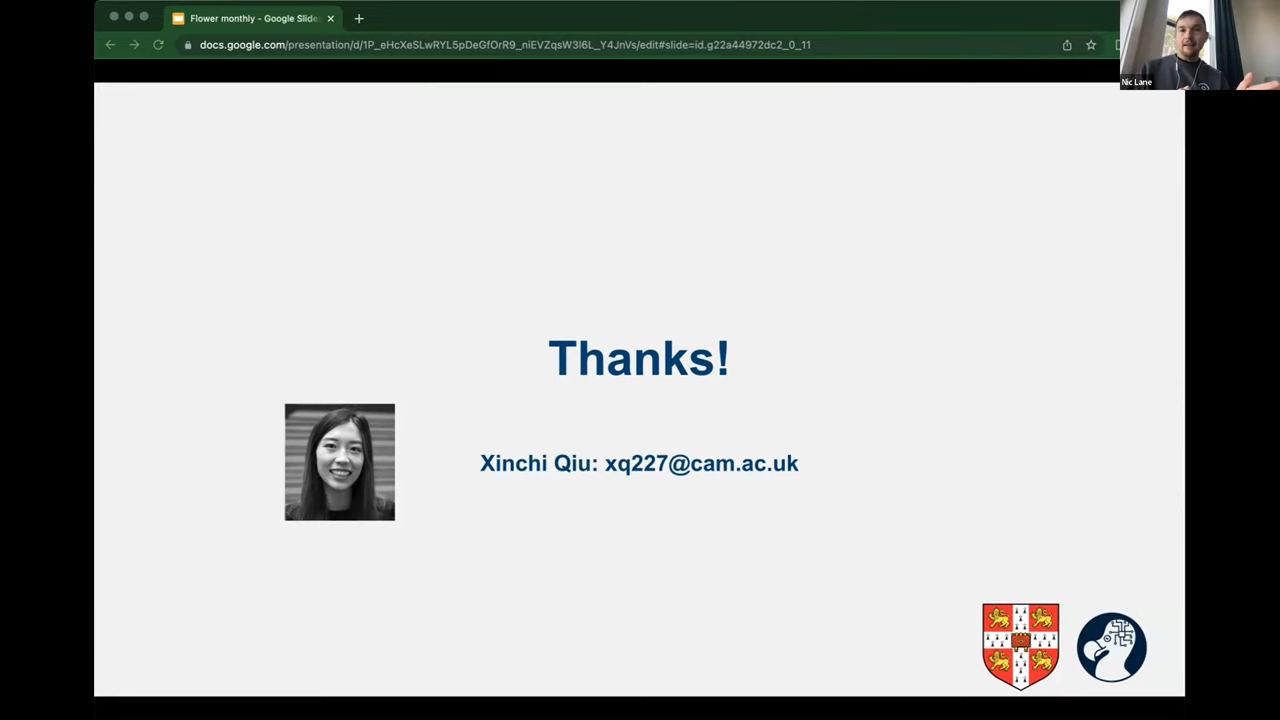 Flower monthly - Google Slide
docs.google.com/presentation/d/1P_eHcXeSLwRYL5pDeGfOrR9_niEVZqsW3l6L_Y4JnVs/edit#slide=id.g22a44972dc2_0_11
Nic Lane
Thanks!
Xinchi Qiu: xq227@cam.ac.uk